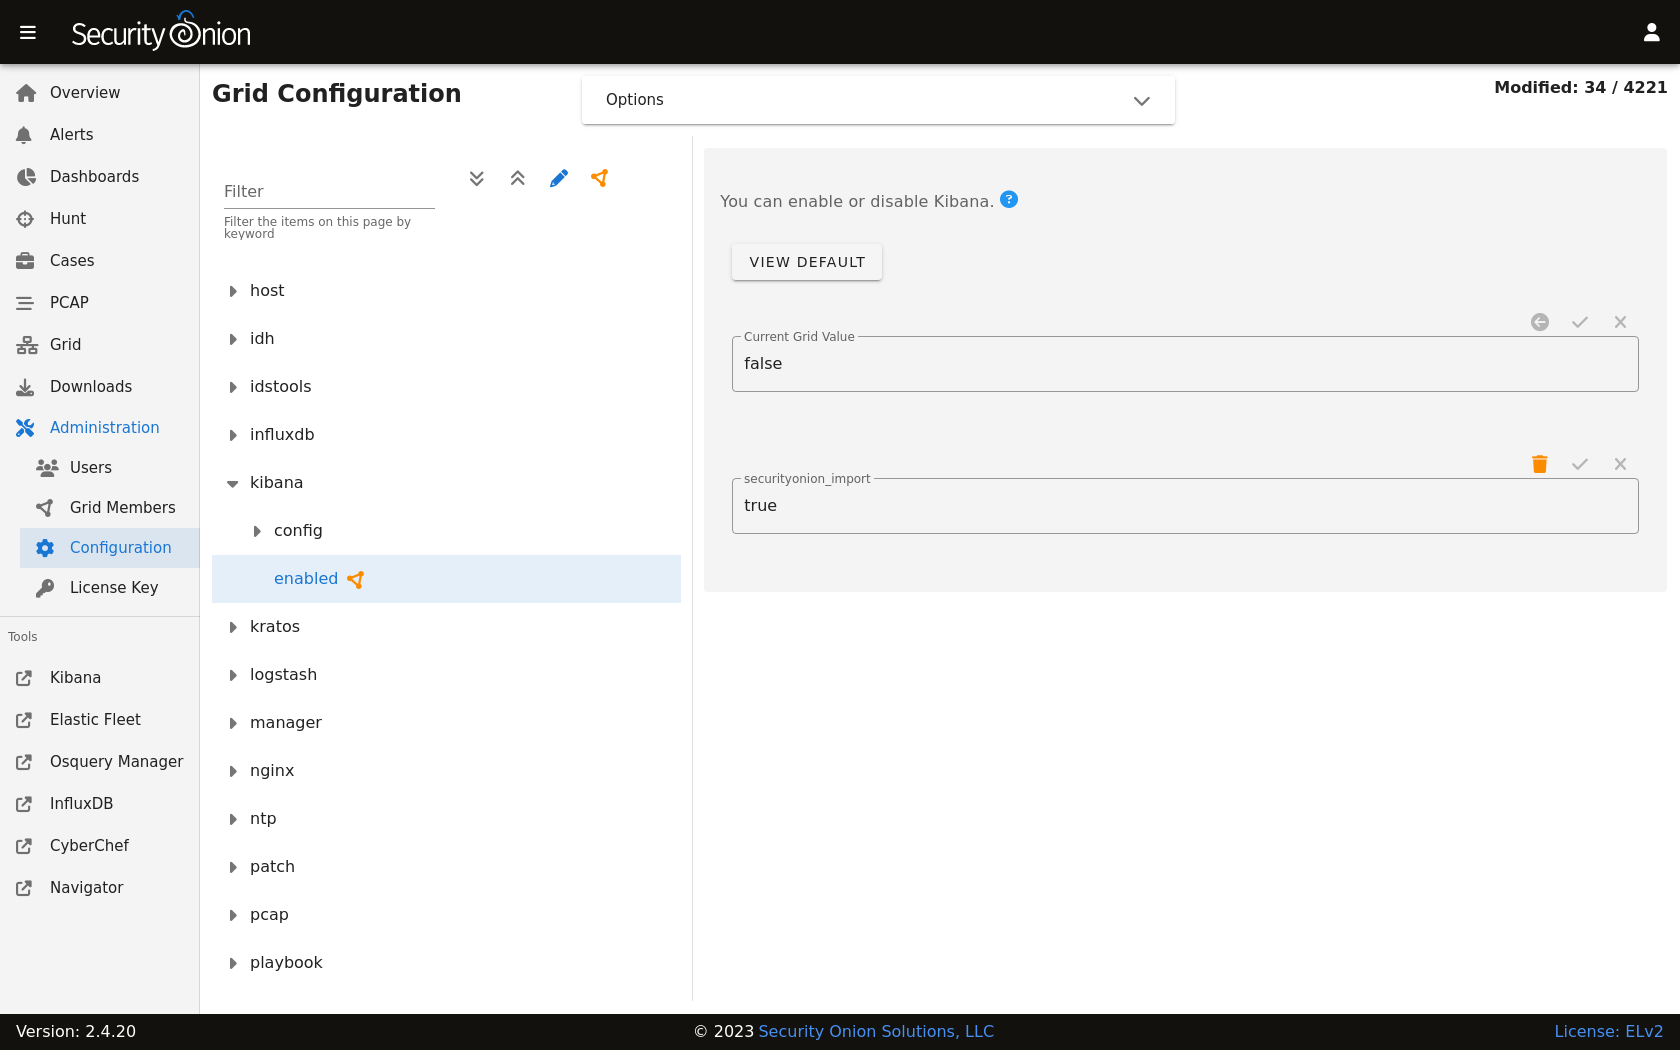 Security Onion
Overview
Alerts
Dashboards
Hunt
Cases
PCAP
Grid
Downloads
Administration
Users
Grid Members
Configuration
License Key
Tools
Kibana
Elastic Fleet
Osquery Manager
InfluxDB
CyberChef
Navigator
Grid Configuration
Options
Modified: 34 / 4221
Filter
Filter the items on this page by
keyword
host
idh
idstools
influxdb
kibana
config
enabled
kratos
logstash
manager
nginx
ntp
patch
pcap
playbook
You can enable or disable Kibana. ?
VIEW DEFAULT
Current Grid Value
false
securityonion_import
true
Version: 2.4.20
© 2023 Security Onion Solutions, LLC
License: ELv2